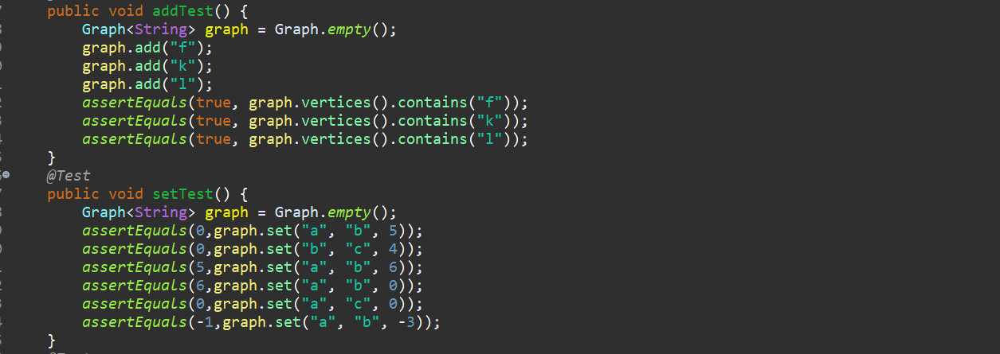 public void addTest() {
Graph<String> graph = Graph.empty();
graph.add("f");
graph.add("k");
graph.add("l");
assertEquals(true, graph.vertices().contains("f"));
assertEquals(true, graph.vertices().contains("k"));
assertEquals(true, graph.vertices().contains("l"));
}
@Test
public void setTest() {
Graph<String> graph = Graph.empty();
assertEquals(0,graph.set("a", "b", 5));
assertEquals(0,graph.set("b", "c", 4));
assertEquals(5,graph.set("a", "b", 6));
assertEquals(6,graph.set("a", "b", 0));
assertEquals(0,graph.set("a", "c", 0));
assertEquals(-1,graph.set("a", "b", -3));
}